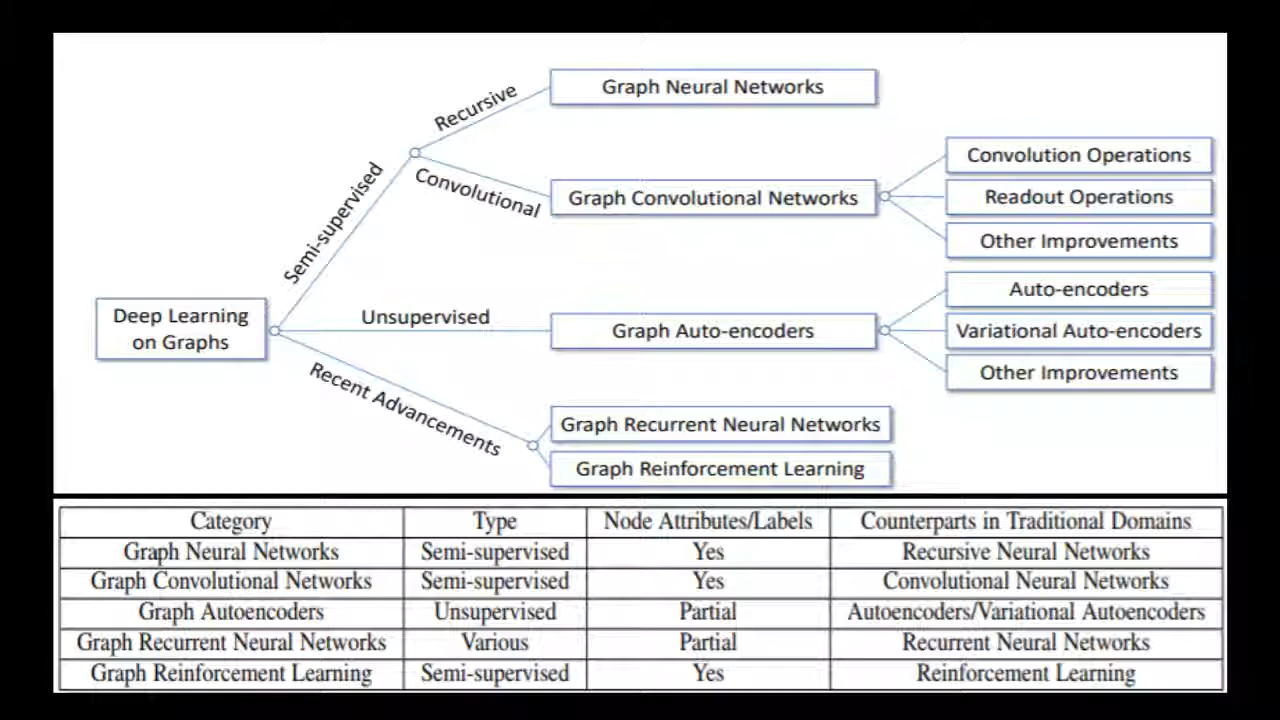 Recursive
Graph Neural Networks
Convolutional
Graph Convolutional Networks
Convolution Operations
Readout Operations
Other Improvements
Semi-supervised
Deep Learning
on Graphs
Unsupervised
Graph Auto-encoders
Auto-encoders
Variational Auto-encoders
Other Improvements
Recent Advancements
Graph Recurrent Neural Networks
Graph Reinforcement Learning
Category Type Node Attributes/Labels Counterparts in Traditional Domains
Graph Neural Networks Semi-supervised Yes Recursive Neural Networks
Graph Convolutional Networks Semi-supervised Yes Convolutional Neural Networks
Graph Autoencoders Unsupervised Partial Autoencoders/Variational Autoencoders
Graph Recurrent Neural Networks Various Partial Recurrent Neural Networks
Graph Reinforcement Learning Semi-supervised Yes Reinforcement Learning